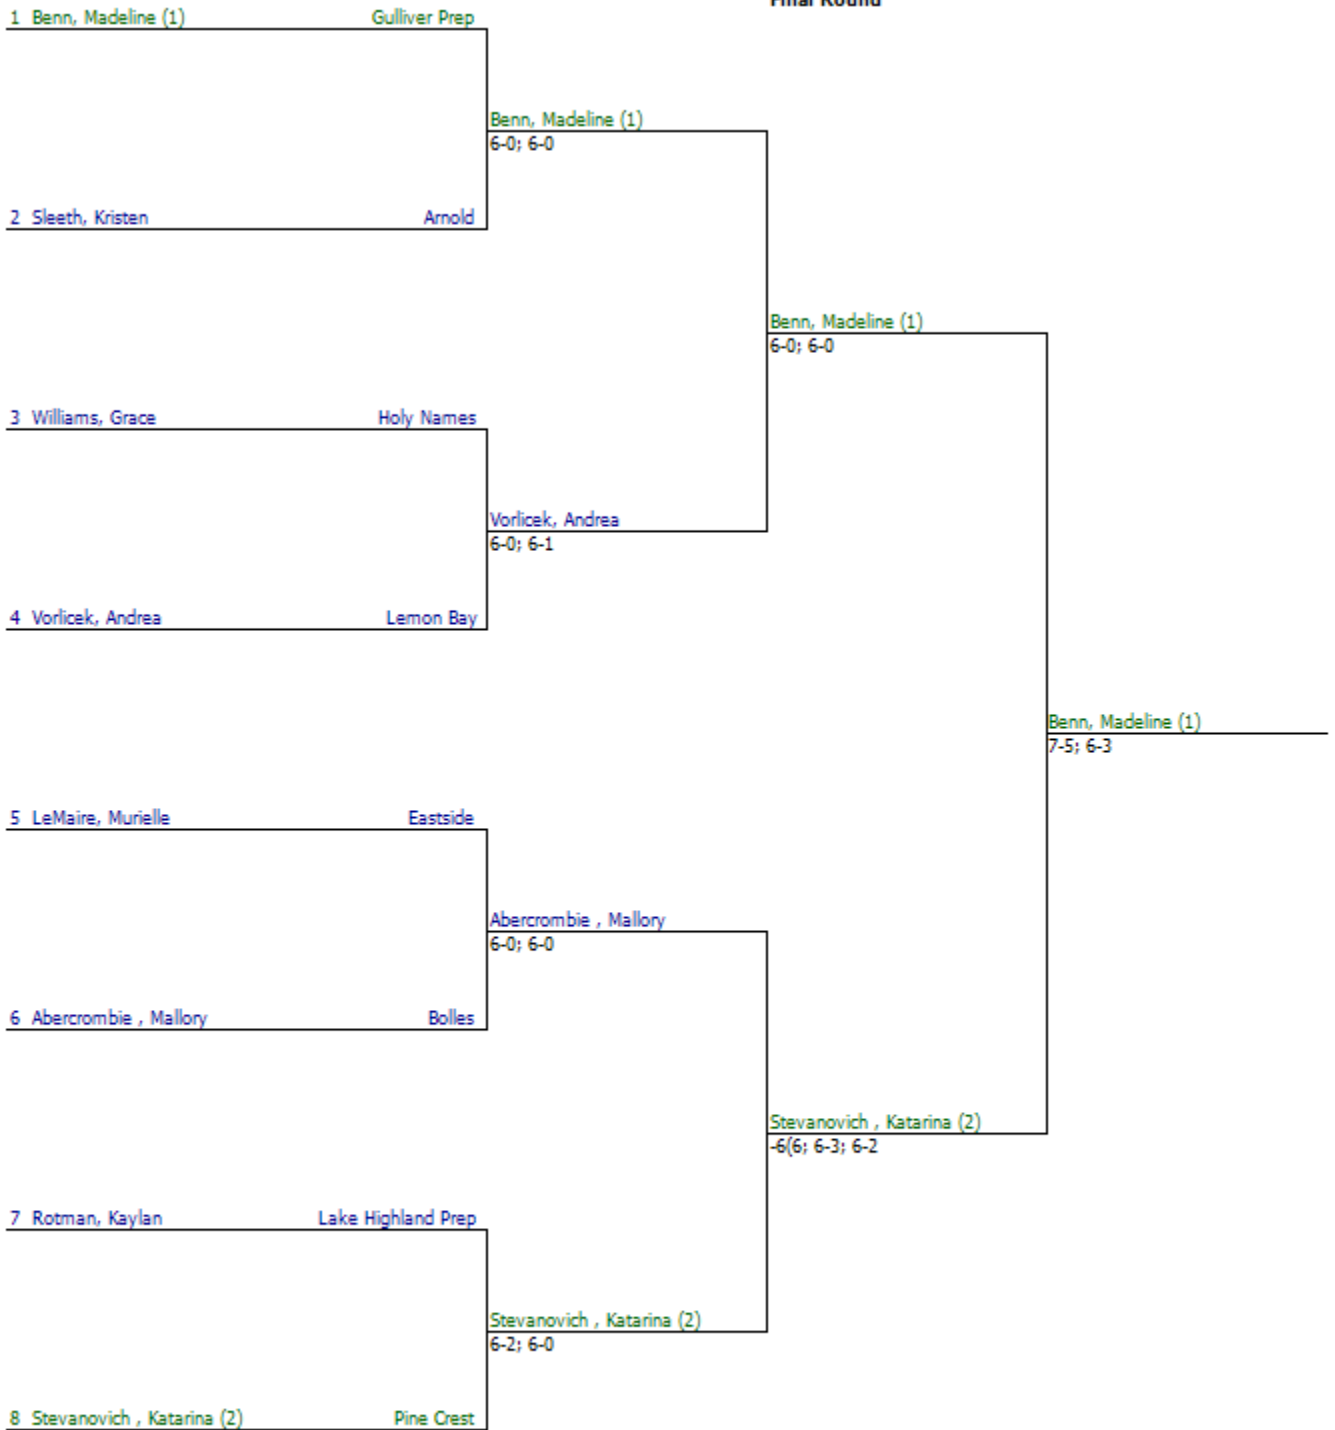 Final Round
1 Benn, Madeline (1) Gulliver Prep
Benn, Madeline (1)
6-0; 6-0
2 Sleeth, Kristen Arnold
Benn, Madeline (1)
6-0; 6-0
3 Williams, Grace Holy Names
Vorlicek, Andrea
6-0; 6-1
4 Vorlicek, Andrea Lemon Bay
Benn, Madeline (1)
7-5; 6-3
5 LeMaire, Murielle Eastside
Abercrombie , Mallory
6-0; 6-0
6 Abercrombie , Mallory Bolles
Stevanovich , Katarina (2)
-6(6; 6-3; 6-2
7 Rotman, Kaylan Lake Highland Prep
Stevanovich , Katarina (2)
6-2; 6-0
8 Stevanovich , Katarina (2) Pine Crest